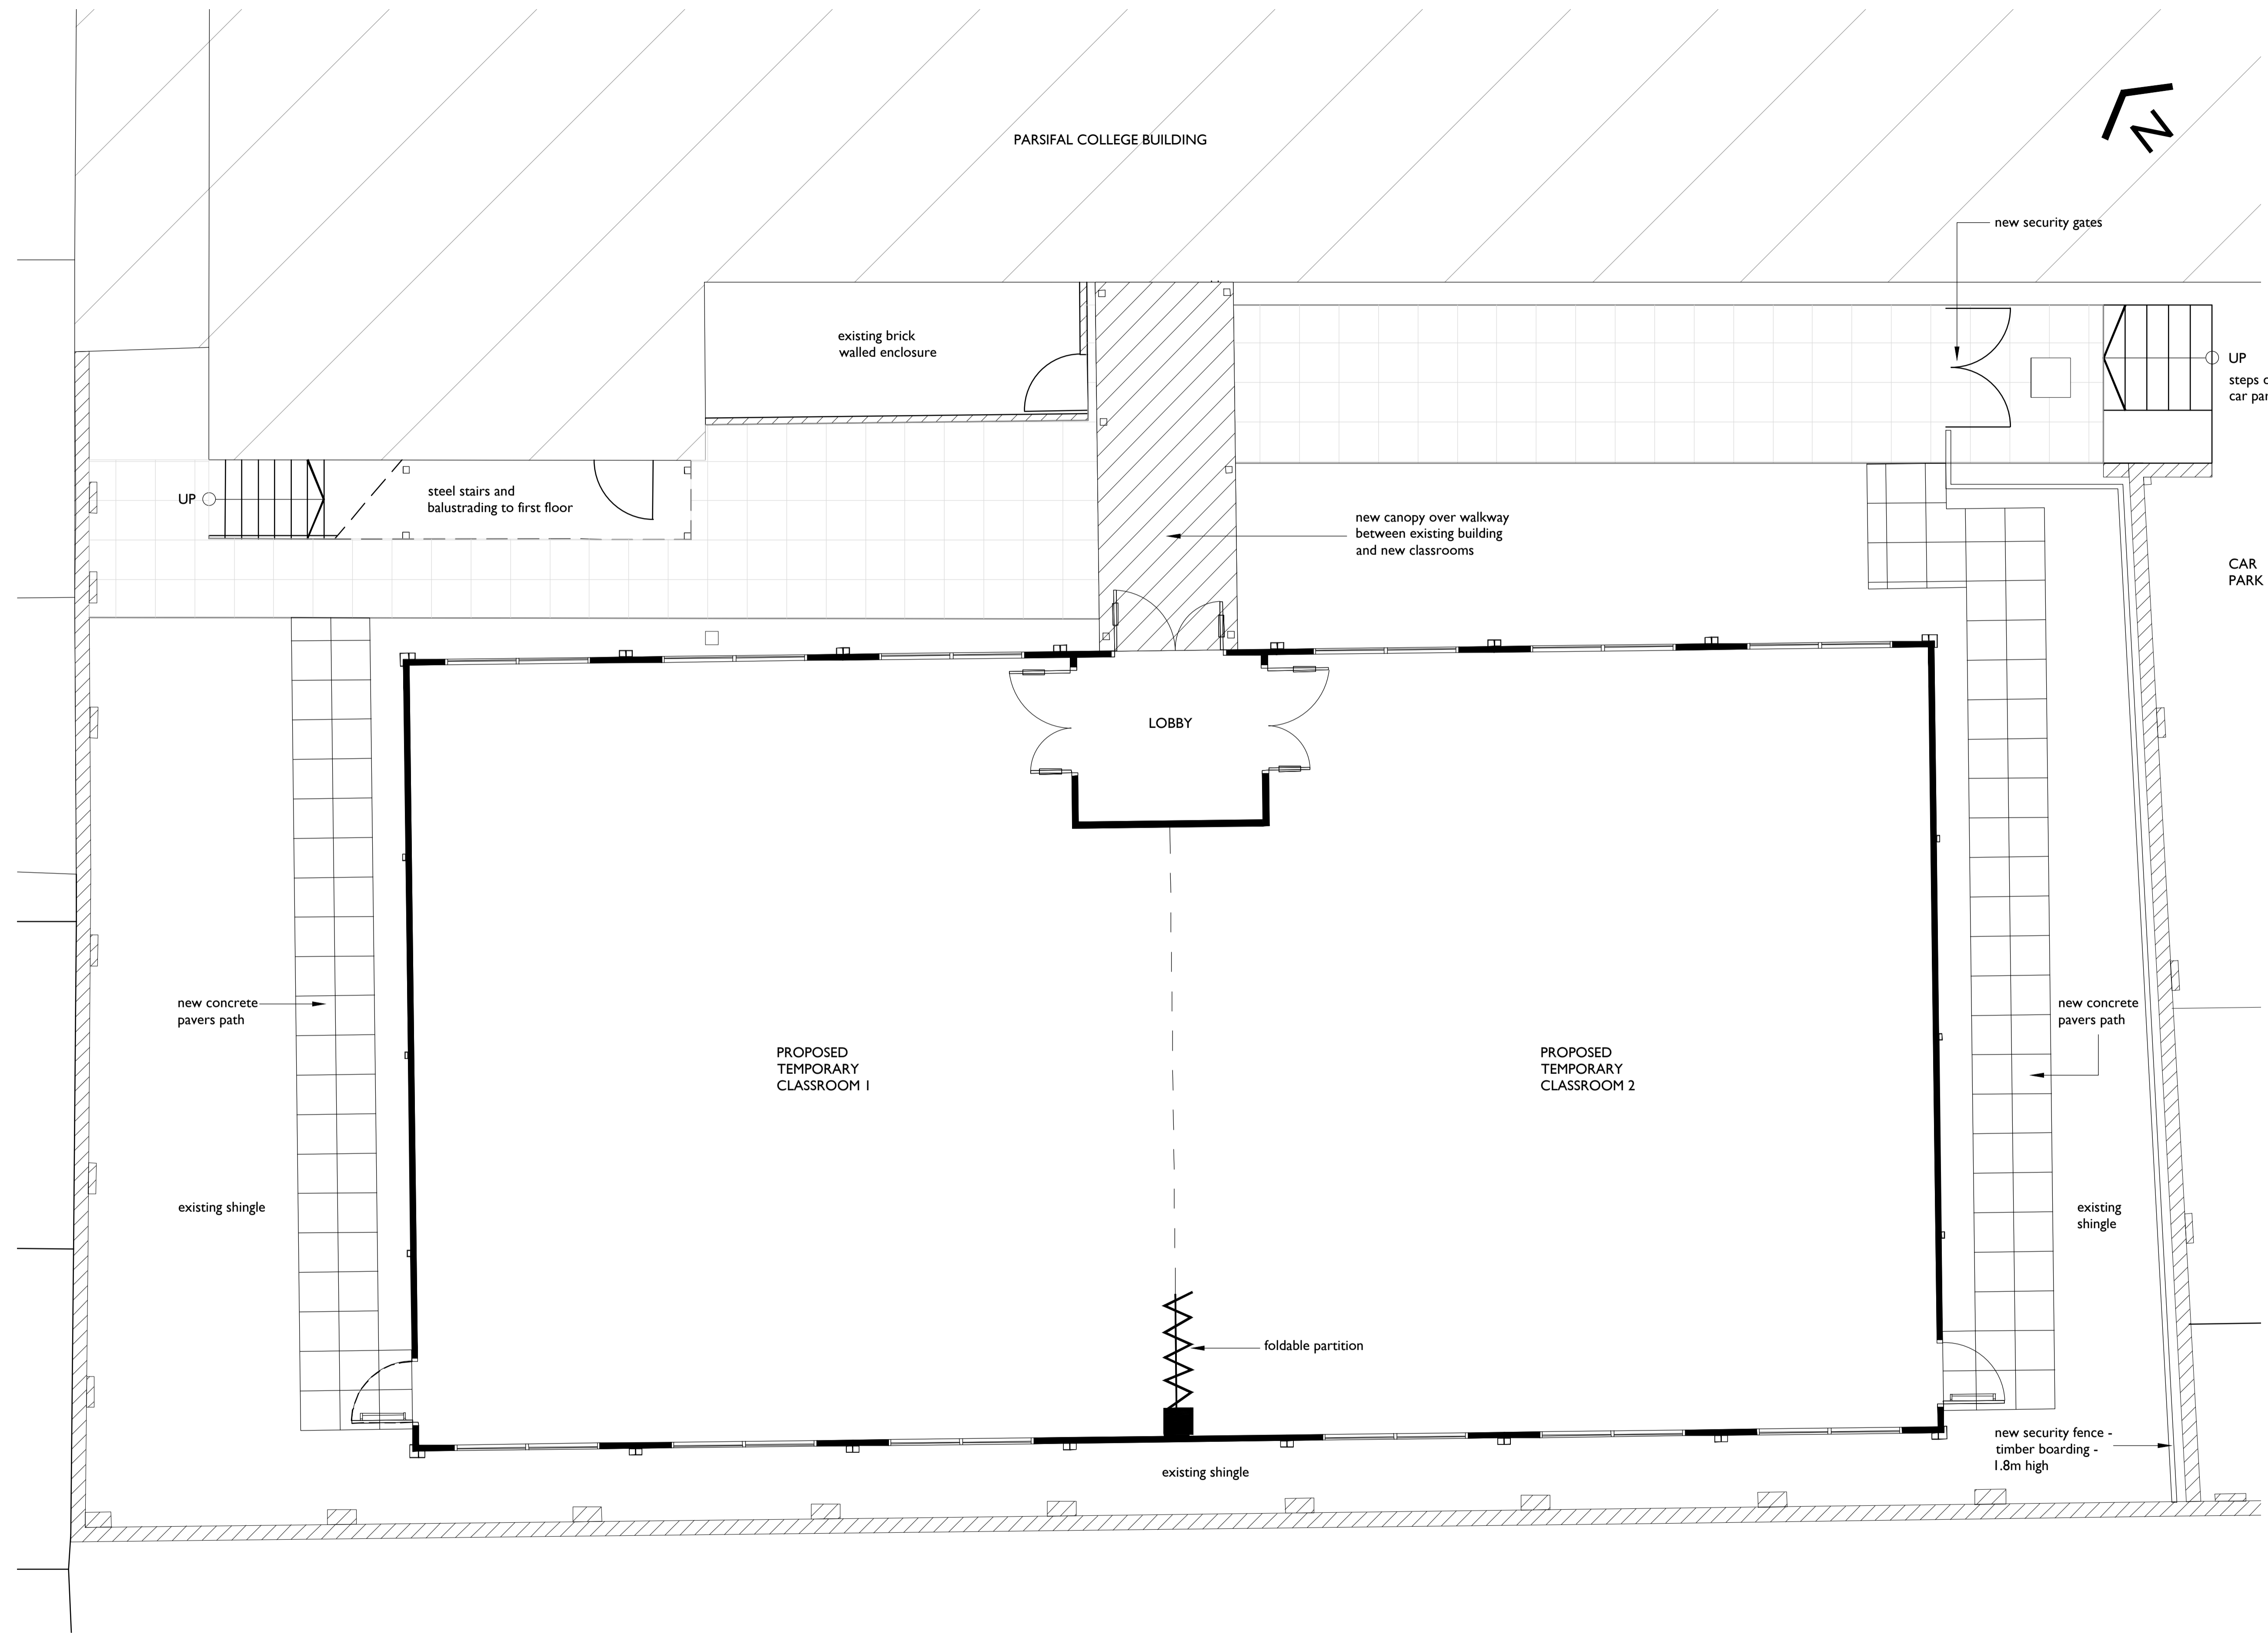 PARSIFAL COLLEGE BUILDING
N
new security gates
existing brick
walled enclosure
UP
steps
car
UP
steel stairs and
balustrading to first floor
new canopy over walkway
between existing building
and new classrooms
CAR
PARK
LOBBY
new concrete
pavers path
new concrete
pavers path
PROPOSED
TEMPORARY
CLASSROOM 1
PROPOSED
TEMPORARY
CLASSROOM 2
existing shingle
existing
shingle
foldable partition
new security fence -
timber boarding -
1.8m high
existing shingle